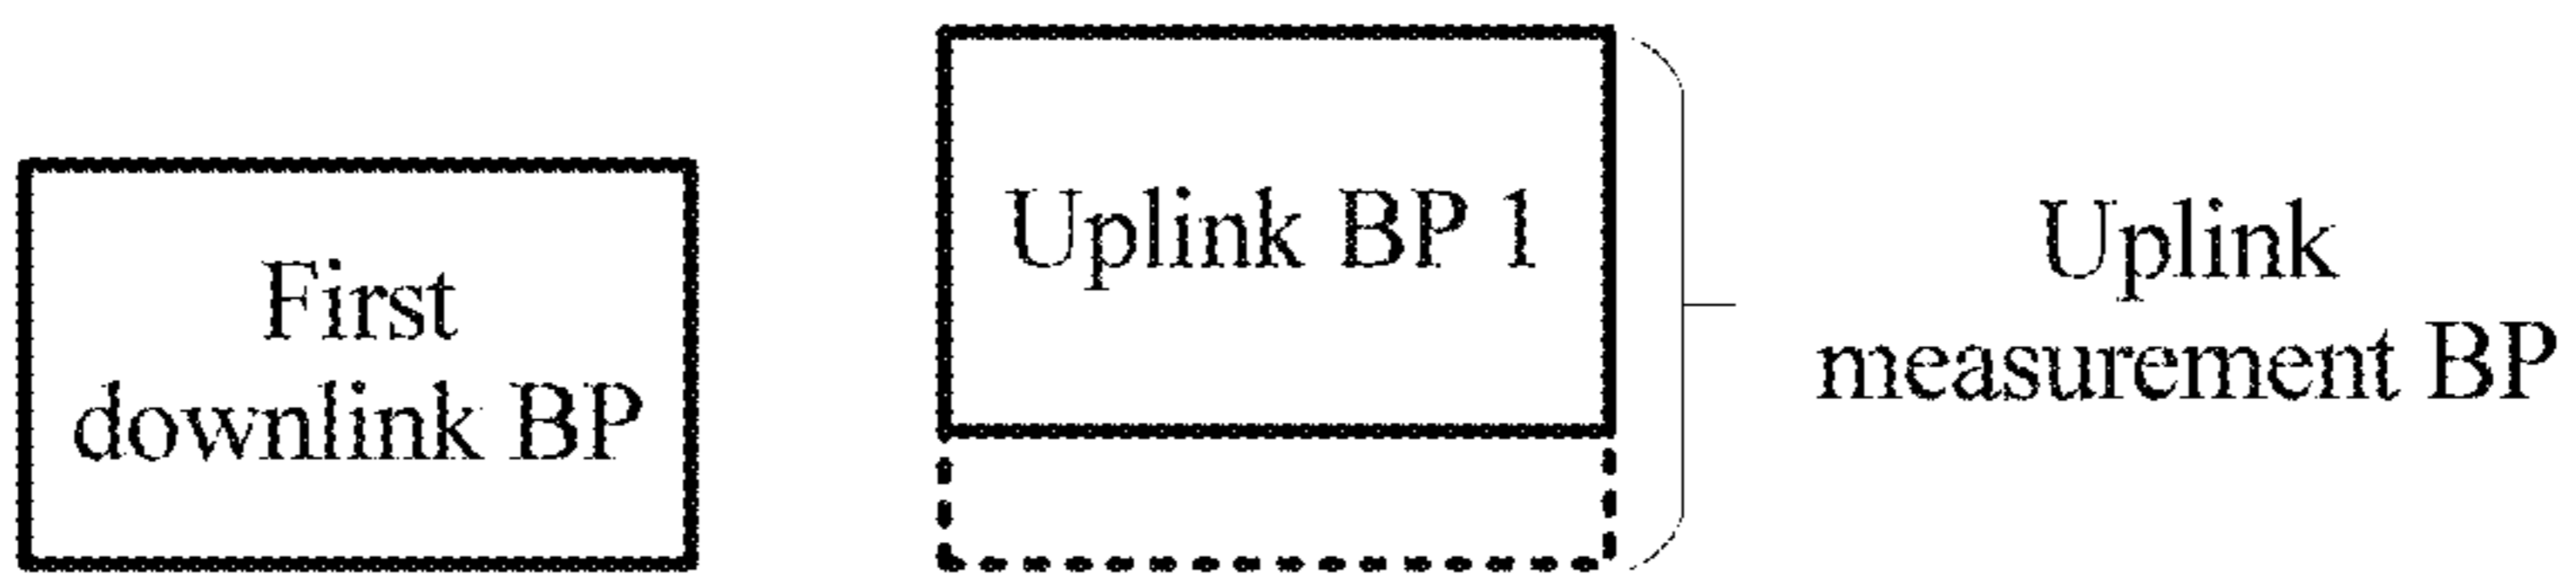 First
downlink BP
Uplink BP 1
Uplink
measurement BP